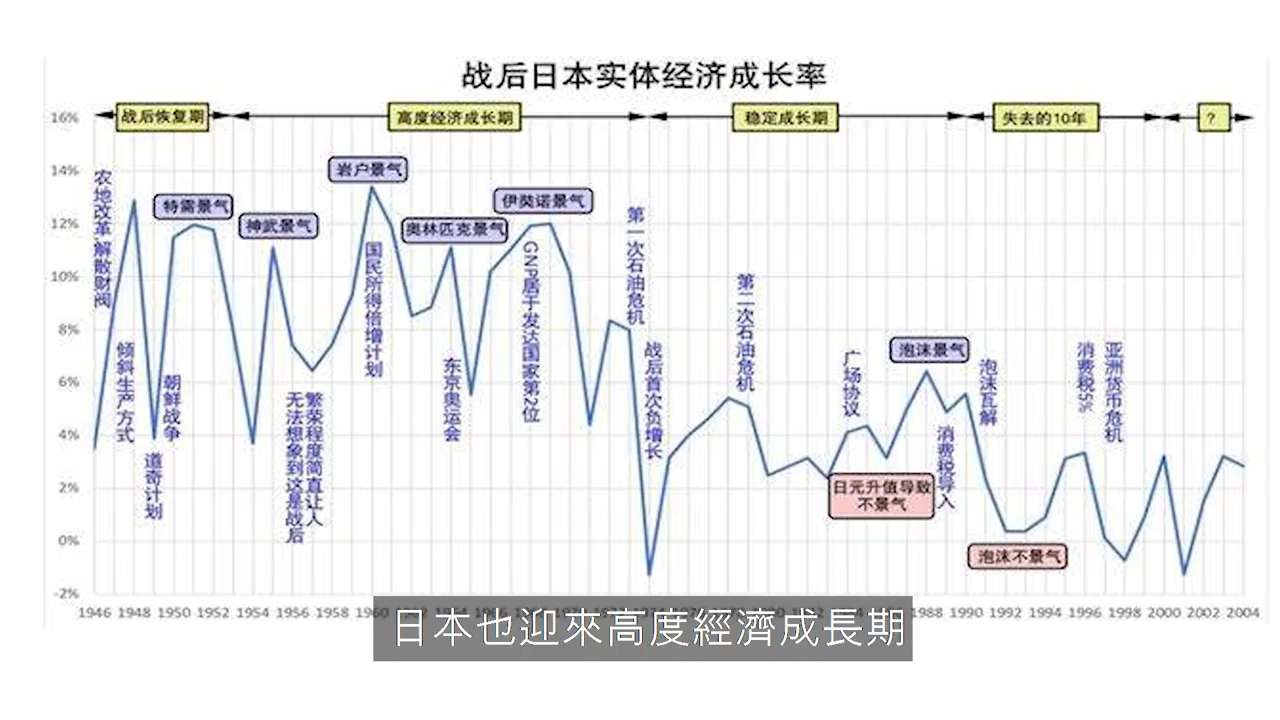 战后日本实体经济成长率
战后恢复期
高度经济成长期
稳定成长期
失去的10年
？
16%
14%
12%
10%
8%
6%
4%
2%
0%
-2%
农地改革,解散财阀
倾斜生产方式
道奇计划
朝鲜战争
特需景气
神武景气
繁荣程度简直让人
无法想象到这是战后
岩户景气
国民所得倍增计划
奥林匹克景气
东京奥运会
伊奘诺景气
GNP居于发达国家第2位
第一次石油危机
战后首次负增长
第二次石油危机
广场协议
日元升值导致
不景气
泡沫景气
消费税导入
泡沫瓦解
泡沫不景气
消费税5%
亚洲货币危机
1946 1948 1950 1952 1954 1956 1958 1960 1988 1990 1992 1994 1996 1998 2000 2002 2004
日本也迎來高度經濟成長期